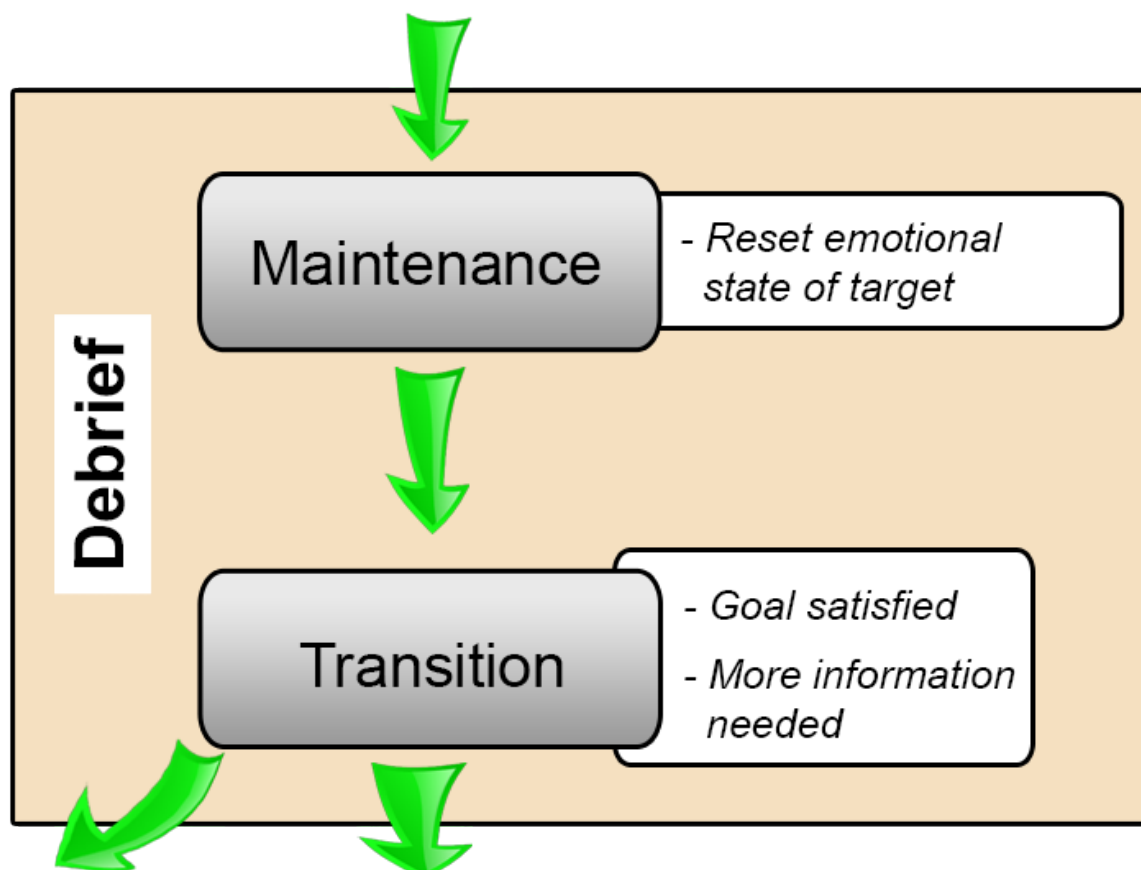 Debrief
Maintenance
- Reset emotional
state of target
Transition
- Goal satisfied
- More information
needed